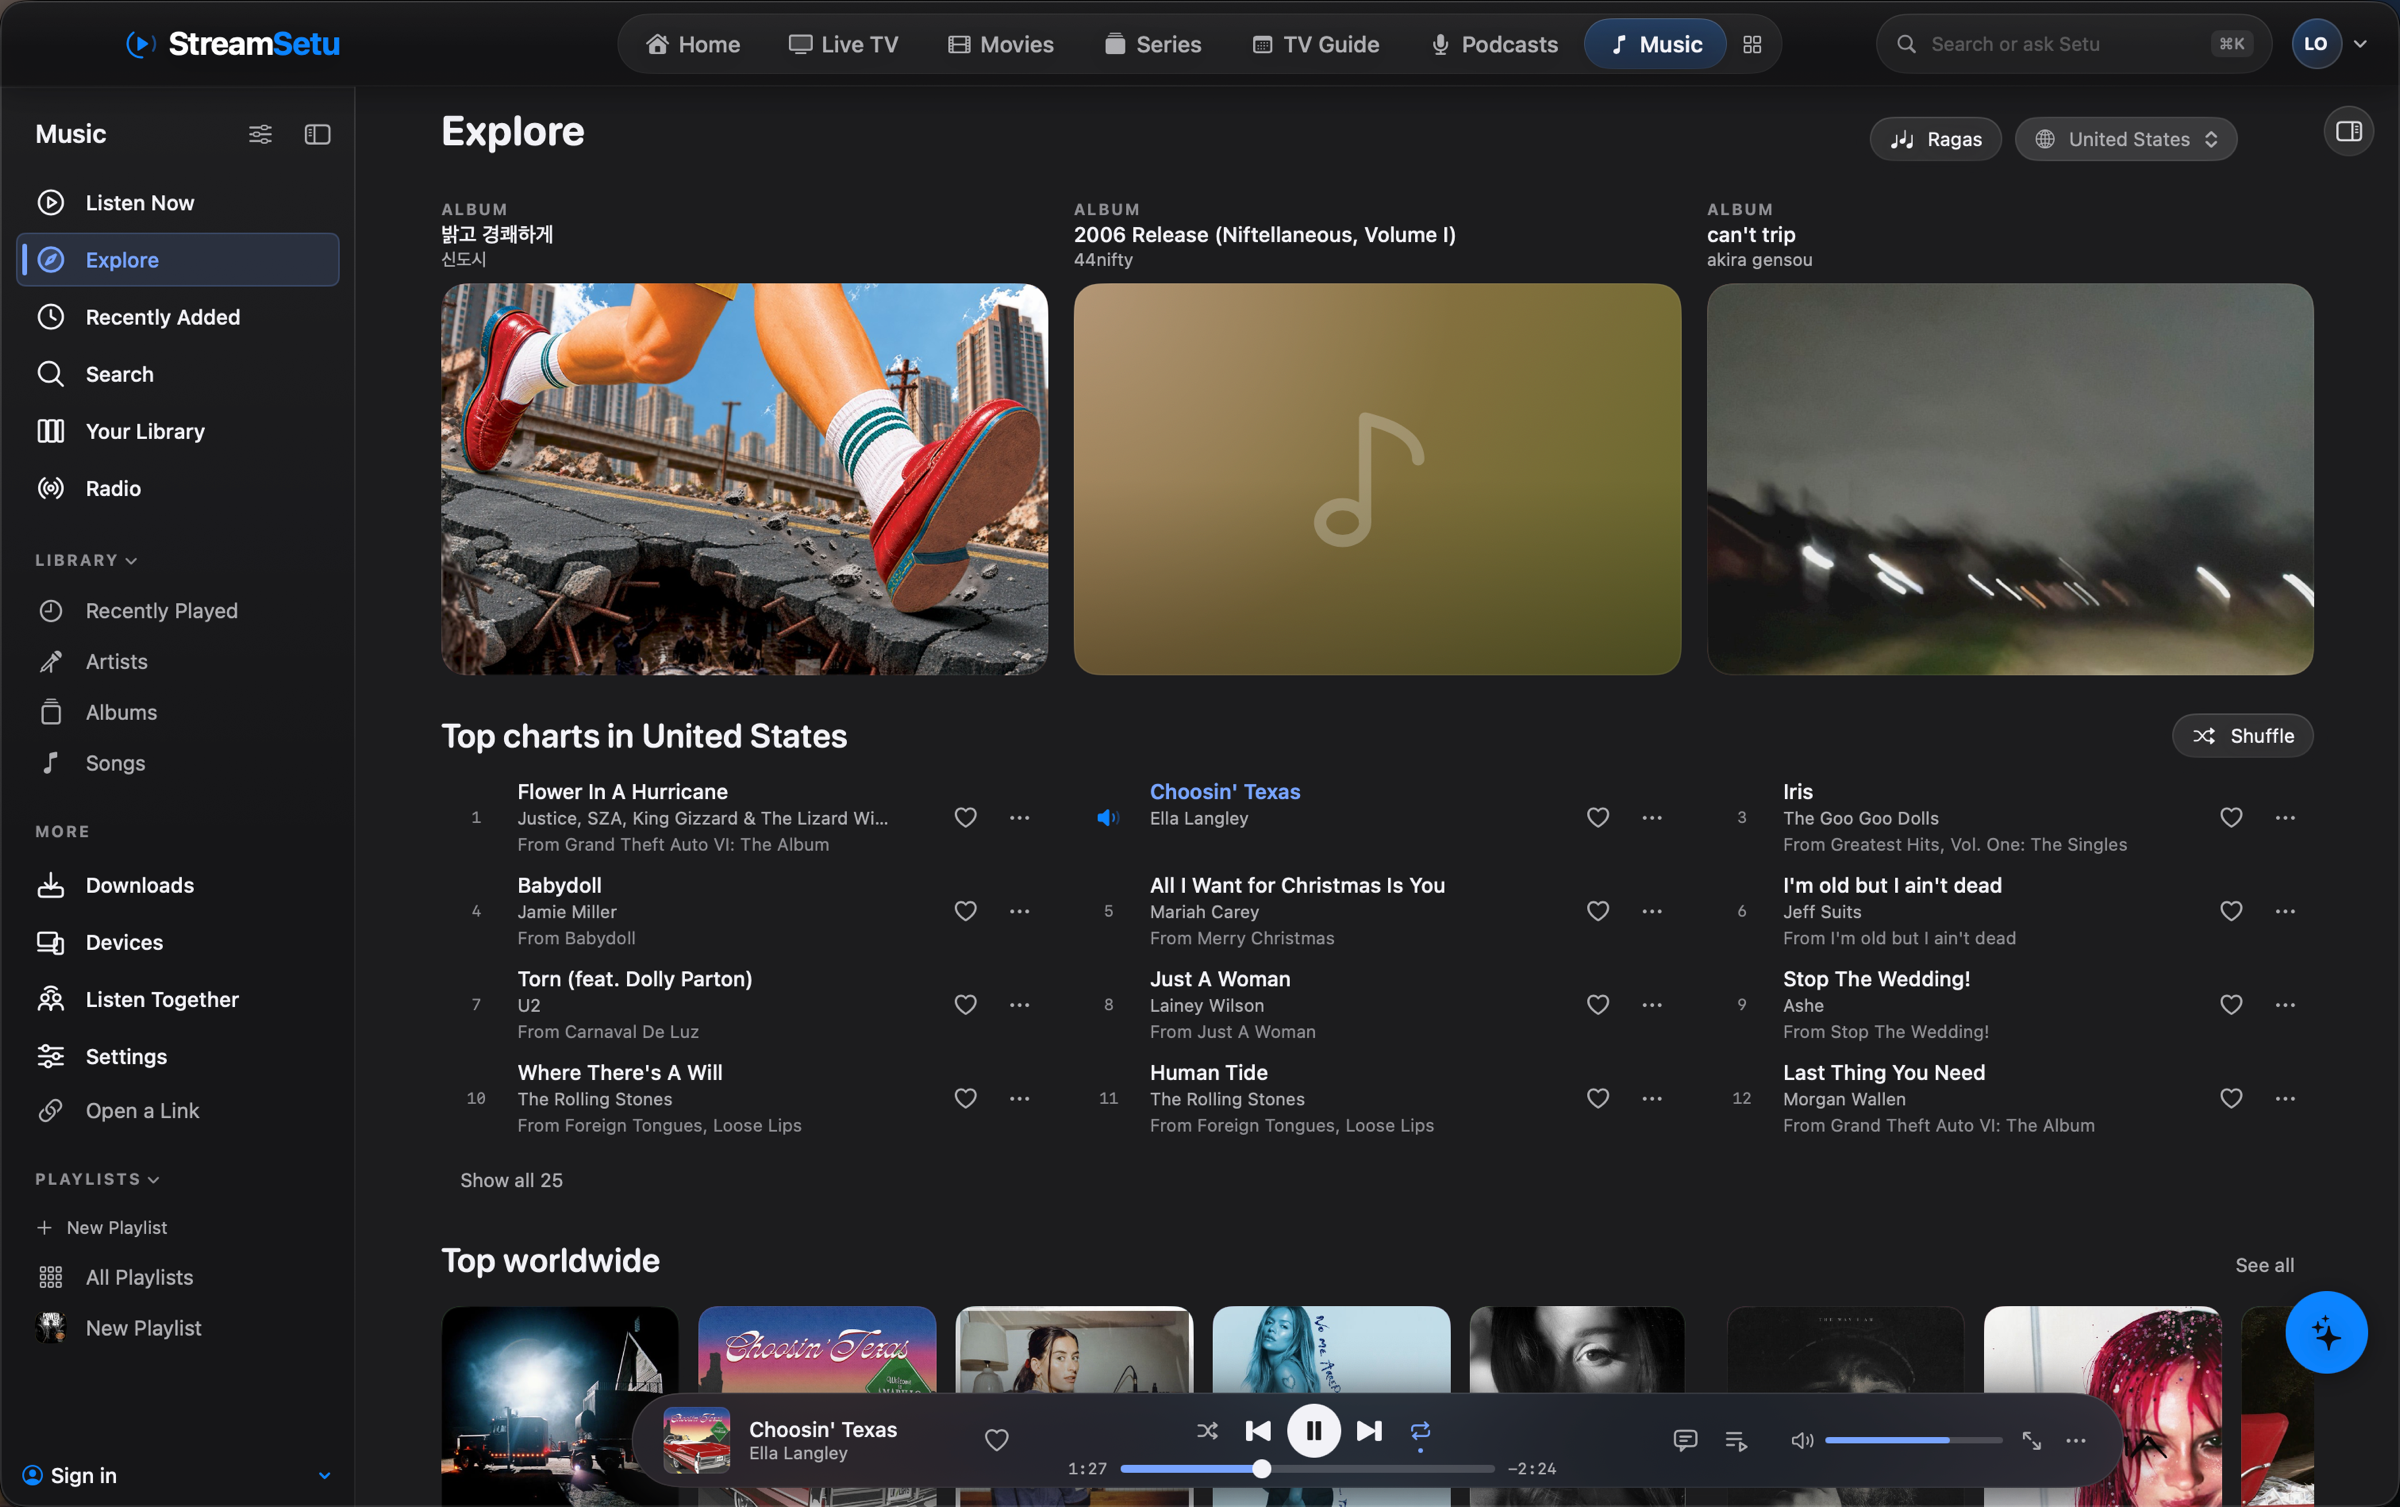 StreamSetu
Home
Live TV
Movies
Series
TV Guide
Podcasts
Music
Search or ask Setu
⌘K
LO
Music
Listen Now
Explore
Recently Added
Search
Your Library
Radio
LIBRARY
Recently Played
Artists
Albums
Songs
MORE
Downloads
Devices
Listen Together
Settings
Open a Link
PLAYLISTS
New Playlist
All Playlists
New Playlist
Sign in
Explore
Ragas
United States
ALBUM
밝고 경쾌하게
신도시
ALBUM
2006 Release (Niftellaneous, Volume I)
44nifty
ALBUM
can't trip
akira gensou
Top charts in United States
Shuffle
1
Flower In A Hurricane
Justice, SZA, King Gizzard & The Lizard Wi...
From Grand Theft Auto VI: The Album
Choosin' Texas
Ella Langley
3
Iris
The Goo Goo Dolls
From Greatest Hits, Vol. One: The Singles
4
Babydoll
Jamie Miller
From Babydoll
5
All I Want for Christmas Is You
Mariah Carey
From Merry Christmas
6
I'm old but I ain't dead
Jeff Suits
From I'm old but I ain't dead
7
Torn (feat. Dolly Parton)
U2
From Carnaval De Luz
8
Just A Woman
Lainey Wilson
From Just A Woman
9
Stop The Wedding!
Ashe
From Stop The Wedding!
10
Where There's A Will
The Rolling Stones
From Foreign Tongues, Loose Lips
11
Human Tide
The Rolling Stones
From Foreign Tongues, Loose Lips
12
Last Thing You Need
Morgan Wallen
From Grand Theft Auto VI: The Album
Show all 25
Top worldwide
See all
Choosin' Texas
Welcome
No me
THE WAY I AM
Choosin' Texas
Ella Langley
1:27
-2:24